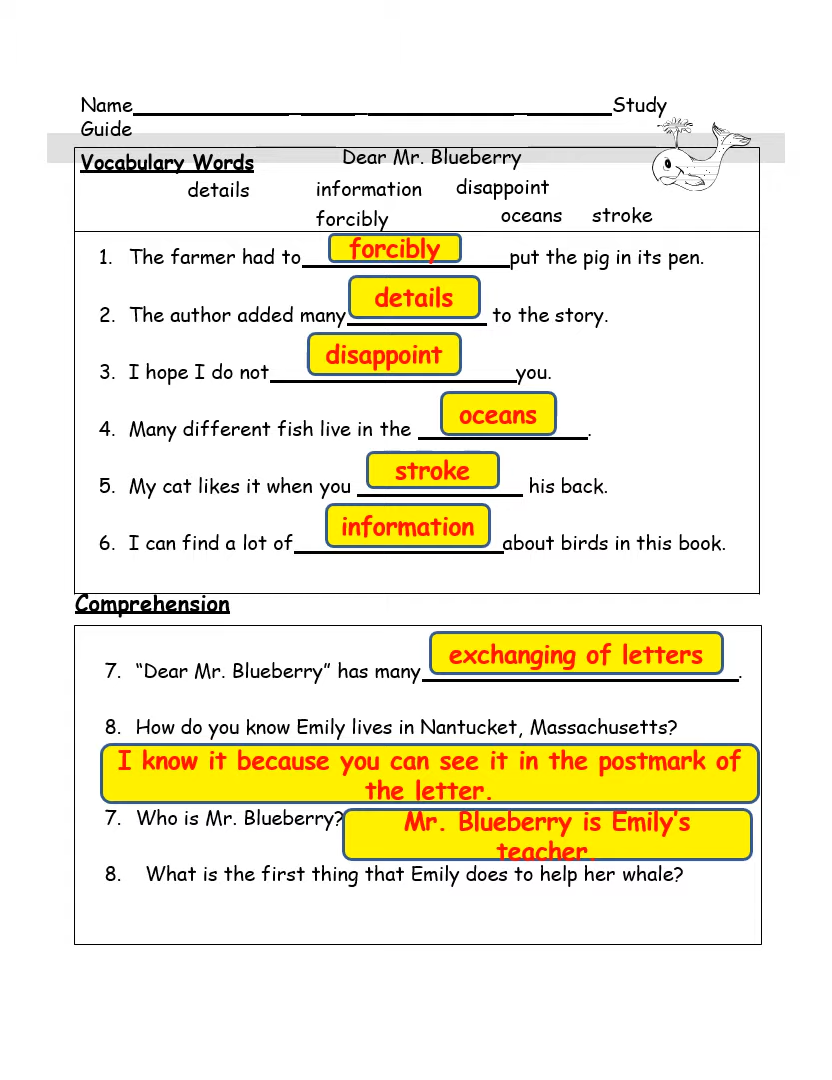 Name_______________ _____ ______________ ________Study
Guide
Vocabulary Words Dear Mr. Blueberry
details information disappoint
forcibly oceans stroke
1. The farmer had to forcibly put the pig in its pen.
2. The author added many details to the story.
3. I hope I do not disappoint you.
4. Many different fish live in the oceans.
5. My cat likes it when you stroke his back.
6. I can find a lot of information about birds in this book.
Comprehension
7. “Dear Mr. Blueberry” has many exchanging of letters.
8. How do you know Emily lives in Nantucket, Massachusetts?
I know it because you can see it in the postmark of
the letter.
7. Who is Mr. Blueberry? Mr. Blueberry is Emily’s
teacher.
8. What is the first thing that Emily does to help her whale?